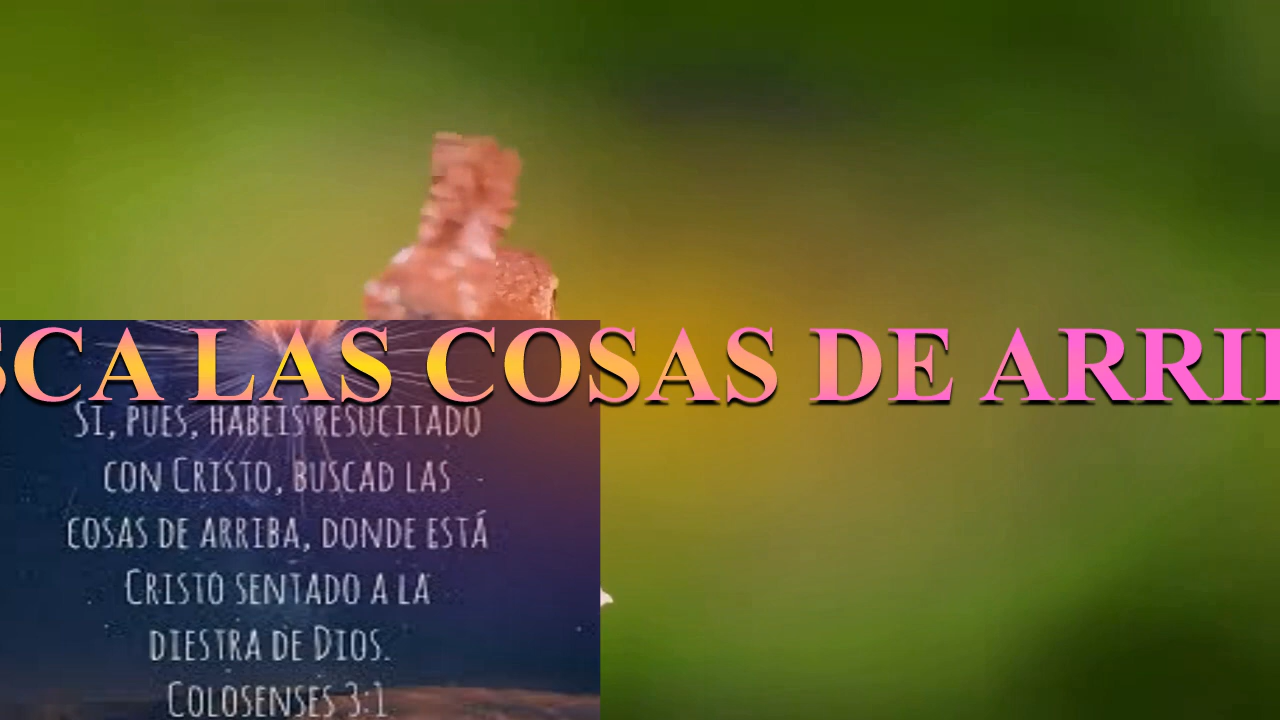 SCA LAS COSAS DE ARRI
Si, pues, habéis resucitado
con Cristo, buscad las
cosas de arriba, donde está
Cristo sentado a la
diestra de Dios.
Colosenses 3:1